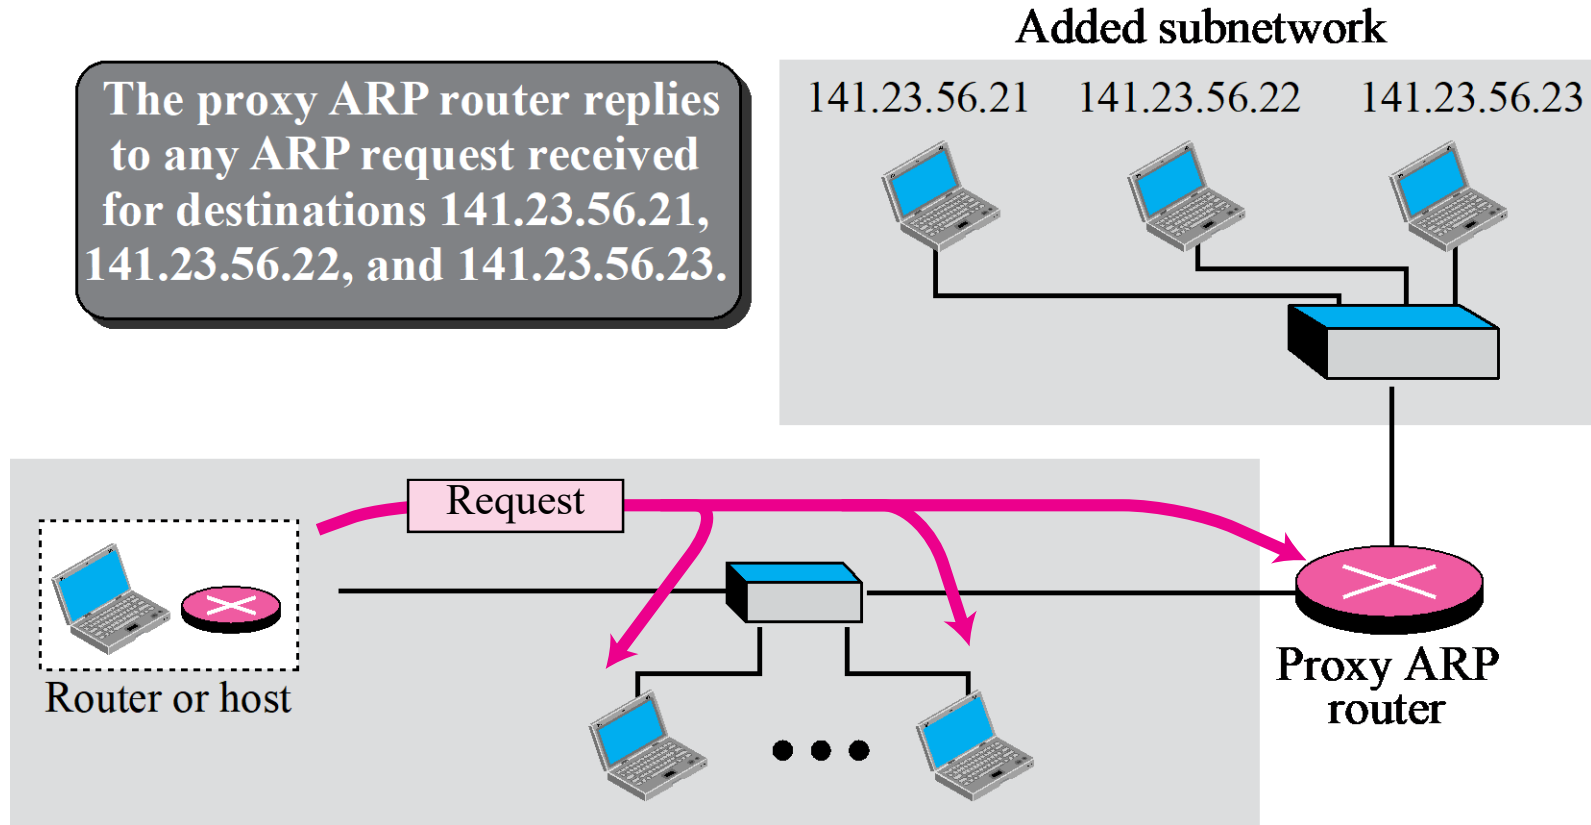 Added subnetwork
The proxy ARP router replies
to any ARP request received
for destinations 141.23.56.21,
141.23.56.22, and 141.23.56.23.
141.23.56.21 141.23.56.22 141.23.56.23
Request
Router or host
Proxy ARP
router